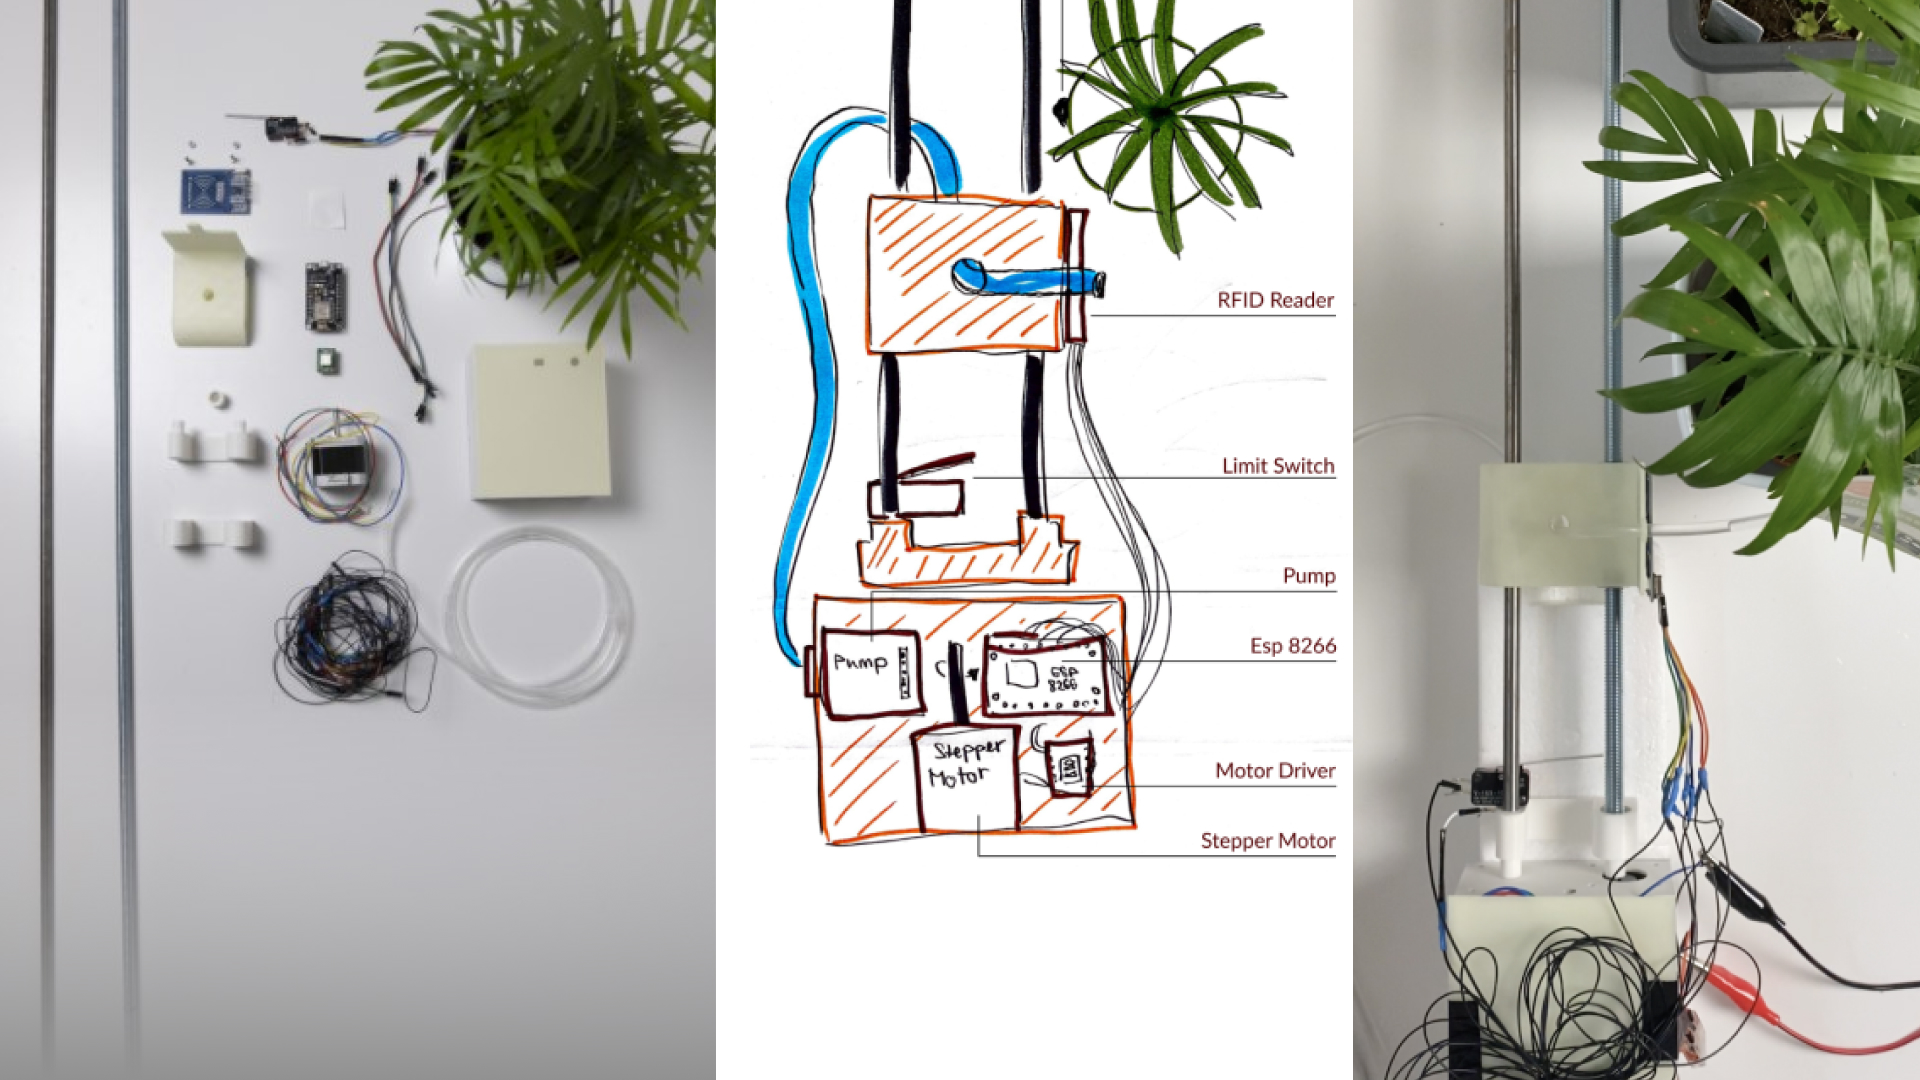 RFID Reader
Limit Switch
Pump
Pump
Esp 8266
ESP
8266
Stepper
Motor
Motor Driver
Stepper Motor